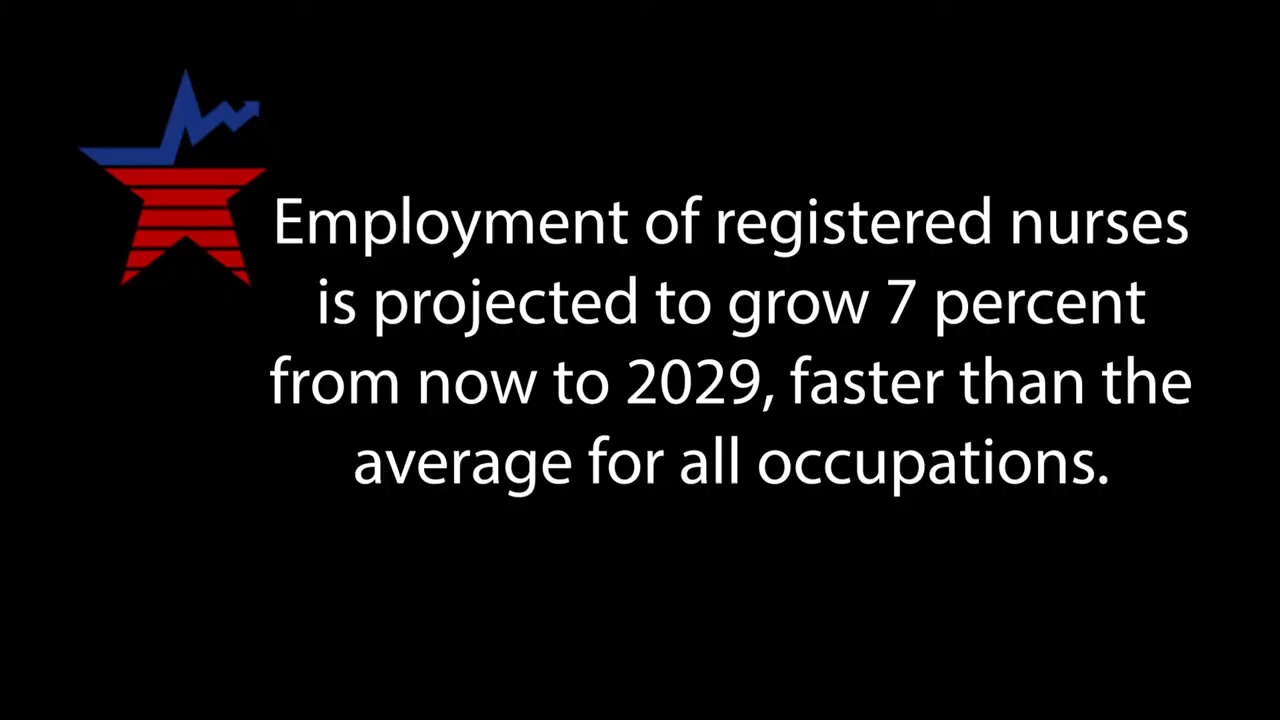 Employment of registered nurses
is projected to grow 7 percent
from now to 2029, faster than the
average for all occupations.